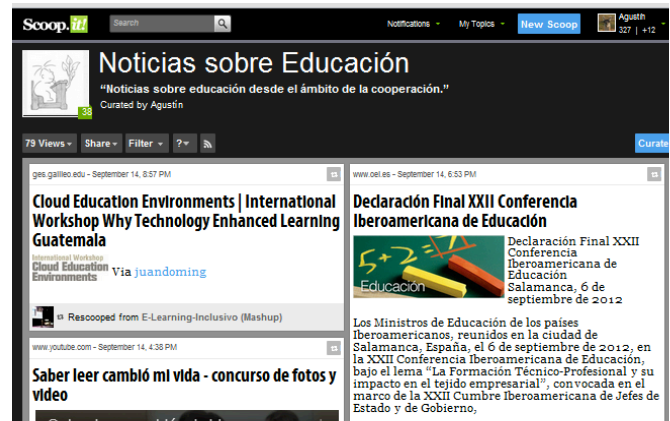 Scoop.it!
Search
Notifications
My Topics
New Scoop
Agustín
327 | +12
38
Noticias sobre Educación
“Noticias sobre educación desde el ámbito de la cooperación.”
Curated by Agustín
79 Views
Share
Filter
?
Curate
ges.galileo.edu - September 14, 8:57 PM
Cloud Education Environments | International
Workshop Why Technology Enhanced Learning
Guatemala
International Workshop
Cloud Education
Environments
Via juandoming
Rescooped from E-Learning-Inclusivo (Mashup)
www.youtube.com - September 14, 4:38 PM
Saber leer cambió mi vida - concurso de fotos y
video
www.oei.es - September 14, 6:53 PM
Declaración Final XXII Conferencia
Iberoamericana de Educación
5+2=7
Educación
Declaración Final XXII
Conferencia
Iberoamericana de
Educación
Salamanca, 6 de
septiembre de 2012
Los Ministros de Educación de los países
Iberoamericanos, reunidos en la ciudad de
Salamanca, España, el 6 de septiembre de 2012, en
la XXII Conferencia Iberoamericana de Educación,
bajo el lema “La Formación Técnico-Profesional y su
impacto en el tejido empresarial”, convocada en el
marco de la XXII Cumbre Iberoamericana de Jefes de
Estado y de Gobierno,